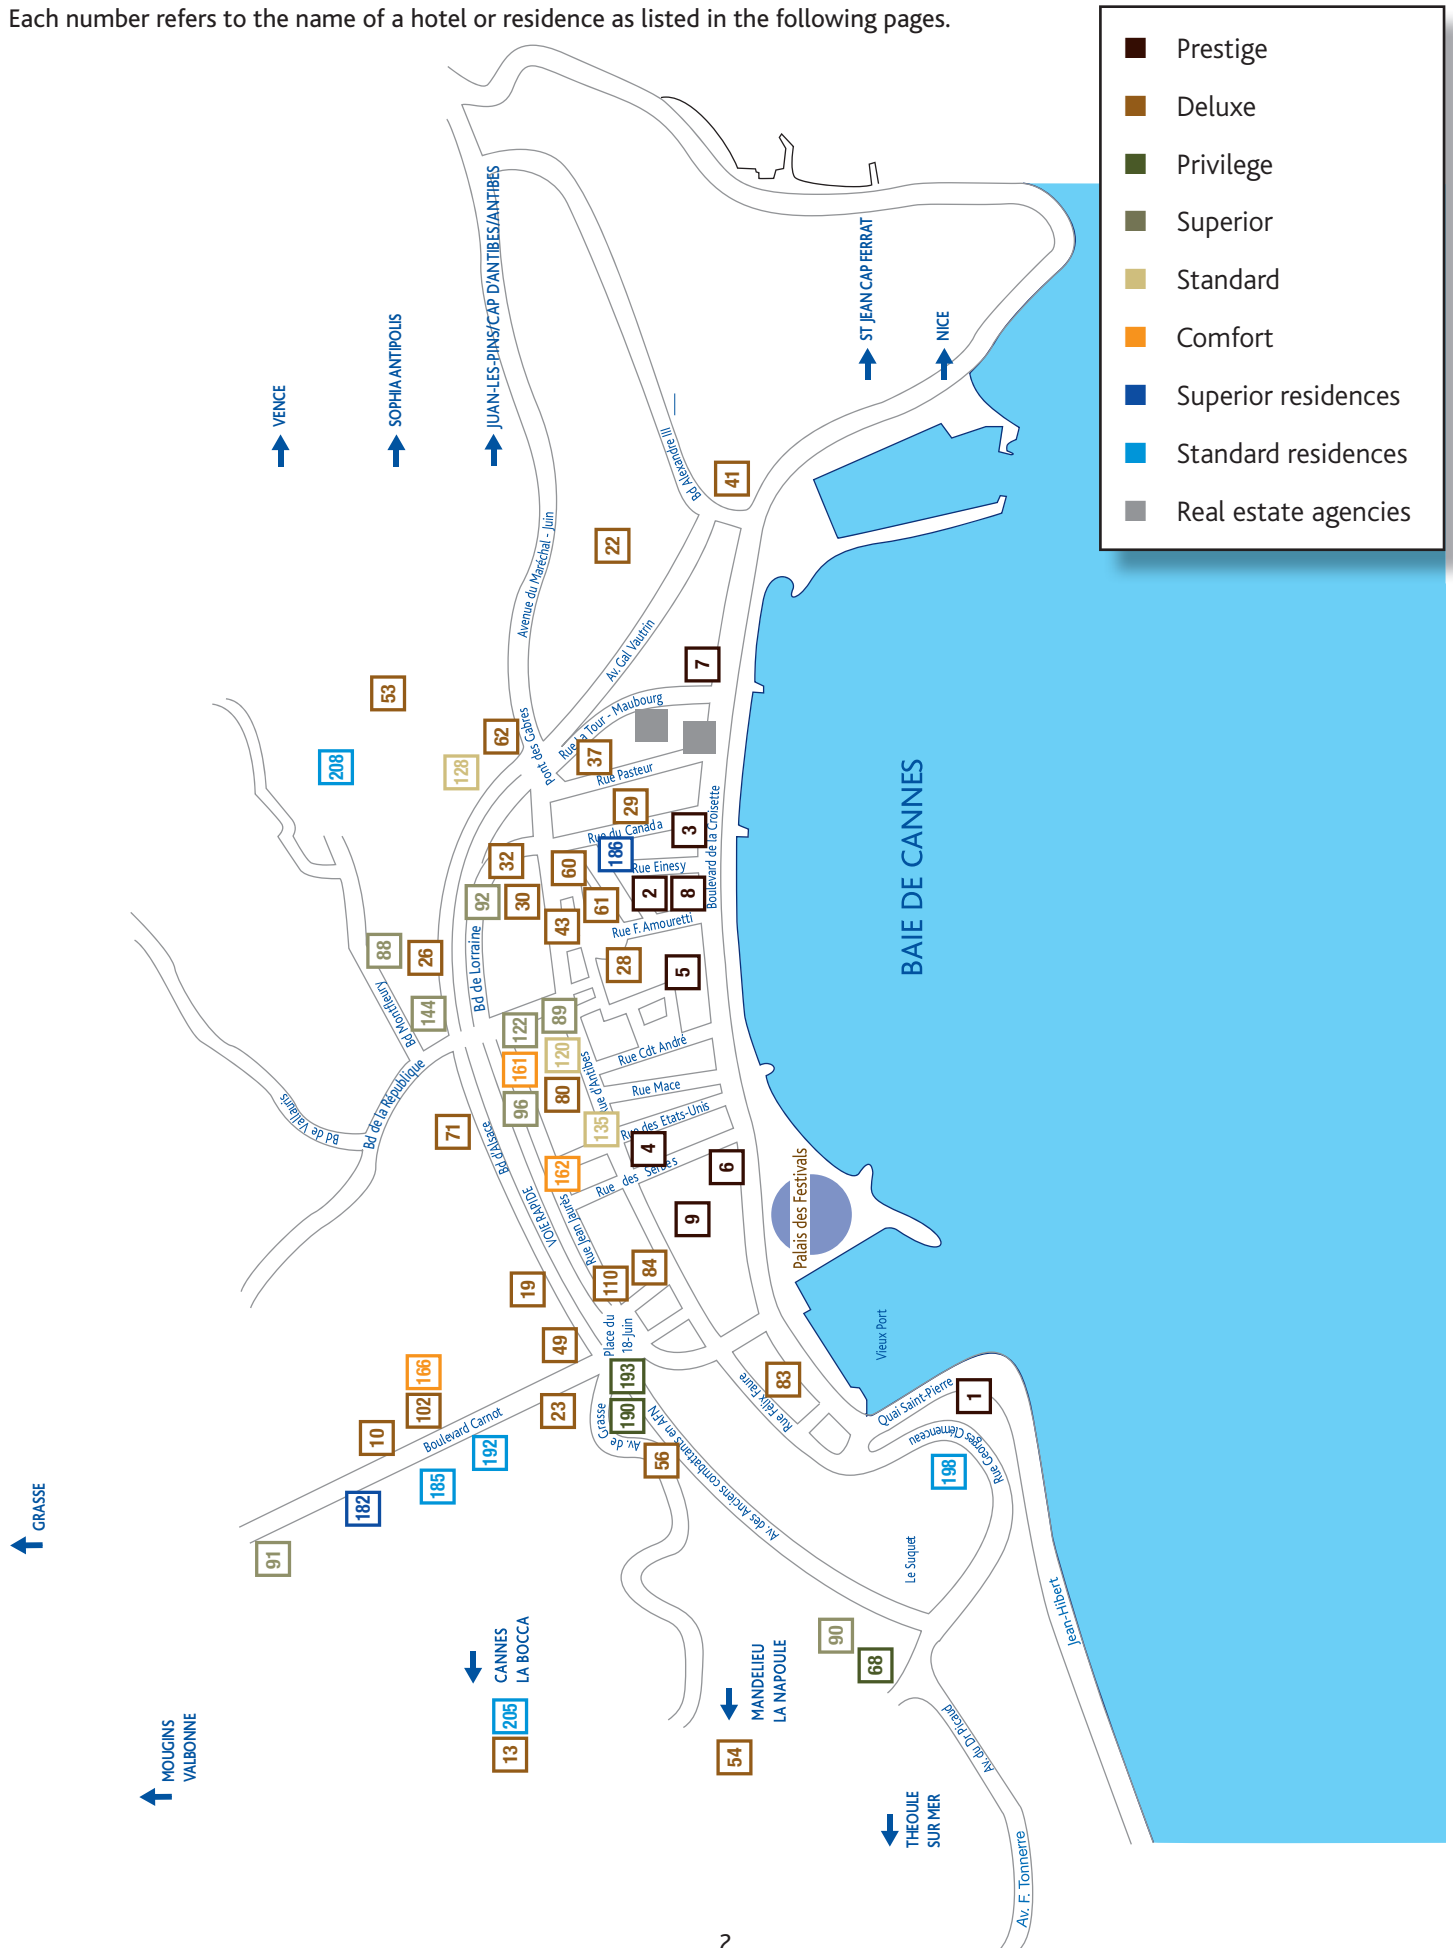 Each number refers to the name of a hotel or residence as listed in the following pages.
Prestige
Deluxe
Privilege
Superior
Standard
Comfort
Superior residences
Standard residences
Real estate agencies
VENCE
SOPHIA ANTIPOLIS
JUAN-LES-PINS/CAP D'ANTIBES/ANTIBES
ST JEAN CAP FERRAT
NICE
Bd Alexandre III
41
22
Avenue du Maréchal - Juin
Av. Gal Vautrin
7
53
62
208
128
Pont des Gabres
Rue La Tour - Maubourg
37
Rue Pasteur
29
Rue du Canada
3
186
Rue Einesy
Boulevard de la Croisette
32
60
92
30
61
2
8
43
Rue F. Amouretti
88
26
28
5
Bd de Lorraine
Bd Montfleury
144
122
89
161
120
Rue Cdt André
Rue d'Antibes
96
80
Rue Mace
135
Rue des Etats-Unis
4
6
Rue des Serbes
9
BAIE DE CANNES
Palais des Festivals
Bd de Vallauris
Bd de la République
71
Bd d'Alsace
VOIE RAPIDE
162
Rue Jean Jaurès
19
110
84
49
Place du
18-Juin
166
102
10
Boulevard Carnot
23
193
190
Av. de Grasse
56
Av. des Anciens combattants en AFN
Rue Félix Faure
83
Vieux Port
Quai Saint-Pierre
1
Rue Georges Clémenceau
198
192
185
182
91
GRASSE
Le Suquet
Jean-Hibert
90
68
CANNES
LA BOCCA
205
13
MANDELIEU
LA NAPOULE
54
MOUGINS
VALBONNE
THEOULE
SUR MER
Av. du Dr Picaud
Av. F. Tonnerre
2